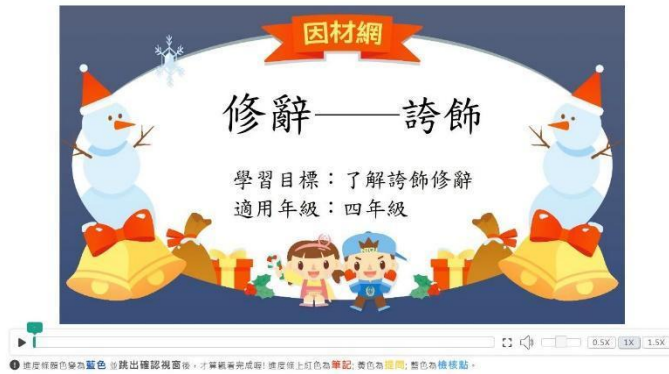 因材網
修辭——誇飾
學習目標：了解誇飾修辭
適用年級：四年級
0.5X 1X 1.5X
進度條顏色變為藍色 並跳出確認視窗後，才算觀看完成喔! 進度條上紅色為筆記; 黃色為提問; 藍色為檢核點。